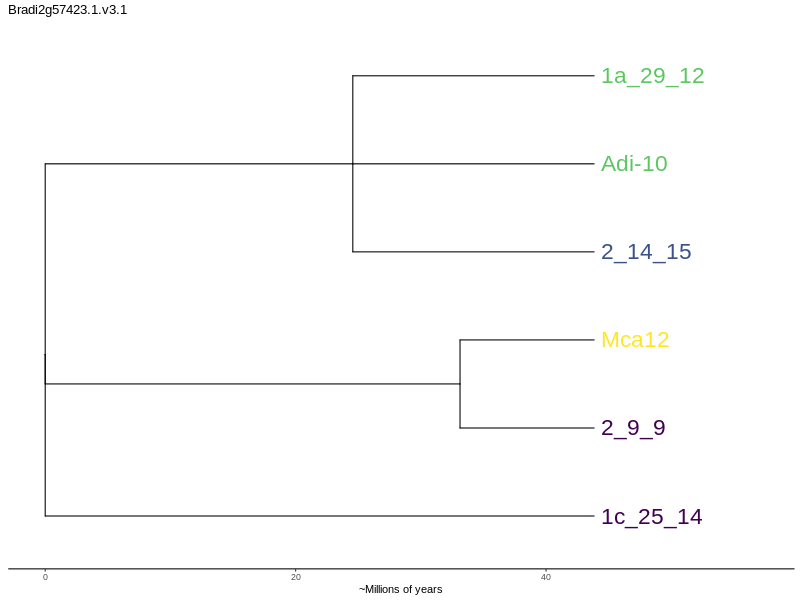 Bradi2g57423.1.v3.1
1a_29_12
Adi-10
2_14_15
Mca12
2_9_9
1c_25_14
0 20 40
~Millions of years